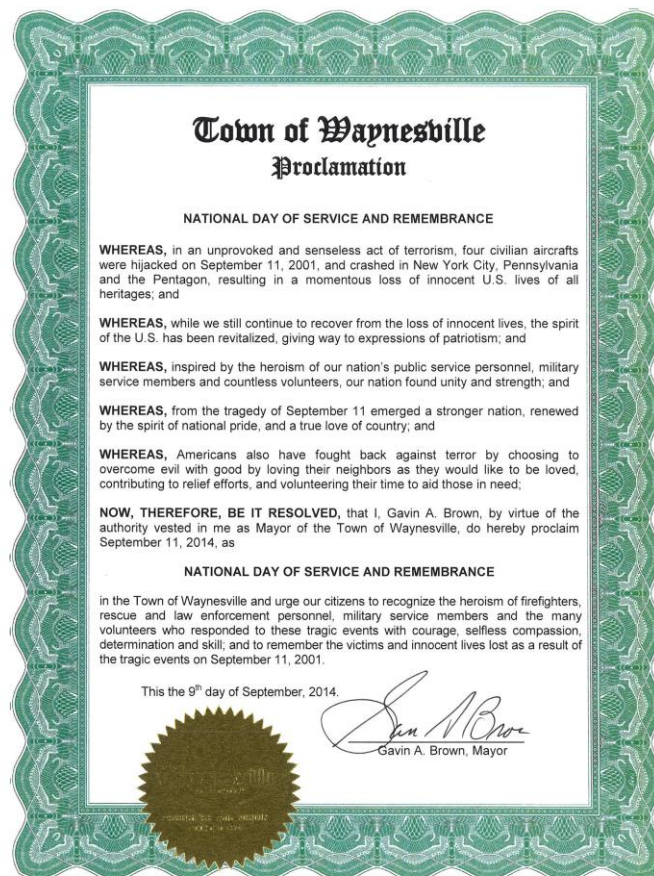 Town of Waynesville
Proclamation
NATIONAL DAY OF SERVICE AND REMEMBRANCE
WHEREAS, in an unprovoked and senseless act of terrorism, four civilian aircrafts
were hijacked on September 11, 2001, and crashed in New York City, Pennsylvania
and the Pentagon, resulting in a momentous loss of innocent U.S. lives of all
heritages; and
WHEREAS, while we still continue to recover from the loss of innocent lives, the spirit
of the U.S. has been revitalized, giving way to expressions of patriotism; and
WHEREAS, inspired by the heroism of our nation's public service personnel, military
service members and countless volunteers, our nation found unity and strength; and
WHEREAS, from the tragedy of September 11 emerged a stronger nation, renewed
by the spirit of national pride, and a true love of country; and
WHEREAS, Americans also have fought back against terror by choosing to
overcome evil with good by loving their neighbors as they would like to be loved,
contributing to relief efforts, and volunteering their time to aid those in need;
NOW, THEREFORE, BE IT RESOLVED, that I, Gavin A. Brown, by virtue of the
authority vested in me as Mayor of the Town of Waynesville, do hereby proclaim
September 11, 2014, as
NATIONAL DAY OF SERVICE AND REMEMBRANCE
in the Town of Waynesville and urge our citizens to recognize the heroism of firefighters,
rescue and law enforcement personnel, military service members and the many
volunteers who responded to these tragic events with courage, selfless compassion,
determination and skill; and to remember the victims and innocent lives lost as a result of
the tragic events on September 11, 2001.
This the 9th day of September, 2014.
Gavin A. Brown, Mayor